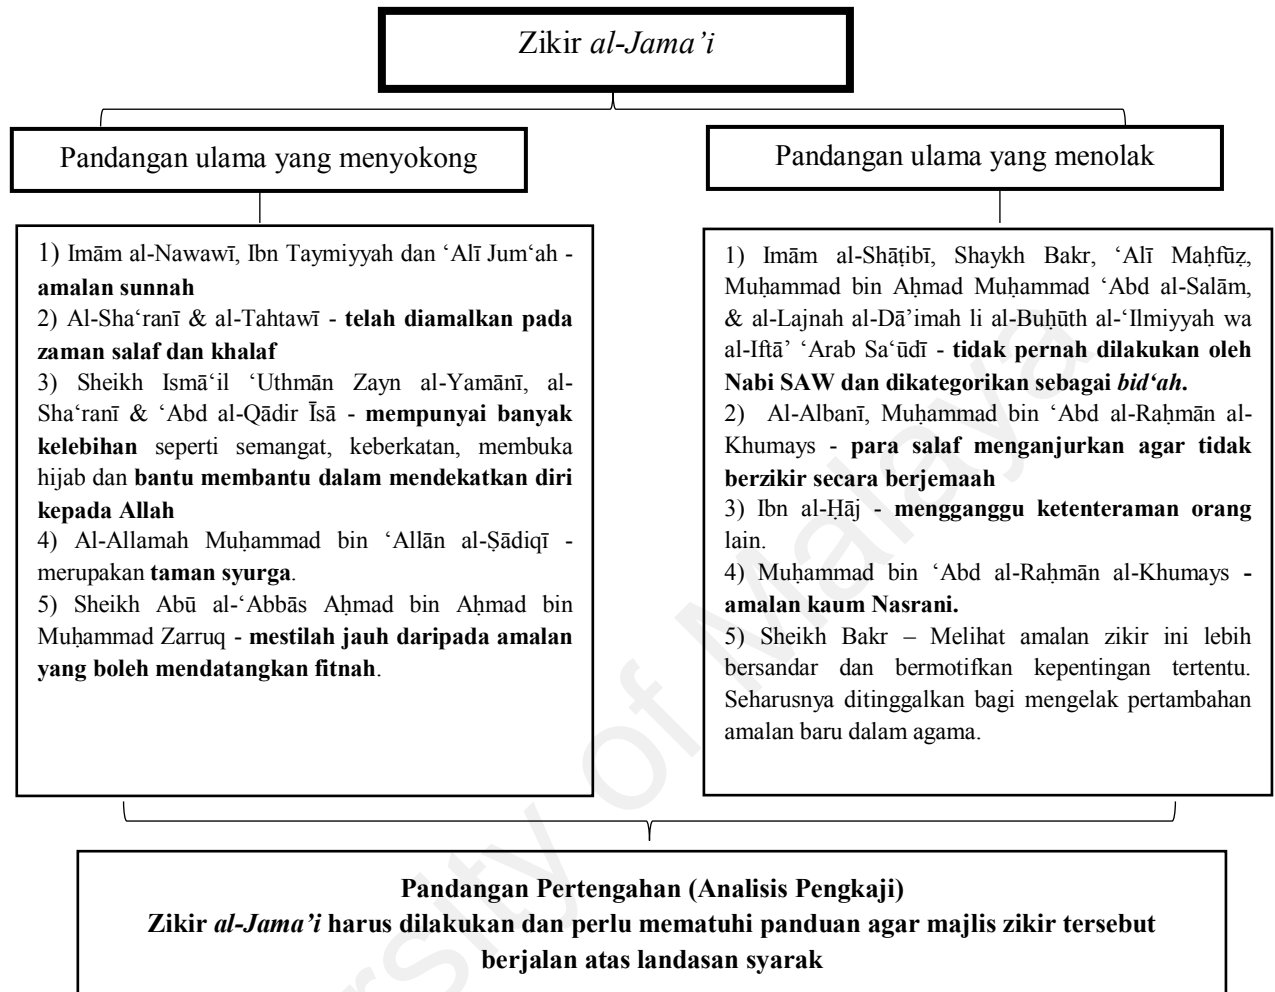 Zikir al-Jama’i
Pandangan ulama yang menyokong
Pandangan ulama yang menolak
1) Imām al-Nawawī, Ibn Taymiyyah dan ‘Alī Jum‘ah -
amalan sunnah
2) Al-Sha‘ranī & al-Tahtawī - telah diamalkan pada
zaman salaf dan khalaf
3) Sheikh Ismā‘il ‘Uthmān Zayn al-Yamānī, al-
Sha‘ranī & ‘Abd al-Qādir Īsā - mempunyai banyak
kelebihan seperti semangat, keberkatan, membuka
hijab dan bantu membantu dalam mendekatkan diri
kepada Allah
4) Al-Allamah Muḥammad bin ‘Allān al-Ṣādiqī -
merupakan taman syurga.
5) Sheikh Abū al-‘Abbās Aḥmad bin Aḥmad bin
Muḥammad Zarruq - mestilah jauh daripada amalan
yang boleh mendatangkan fitnah.
1) Imām al-Shāṭibī, Shaykh Bakr, ‘Alī Maḥfūẓ,
Muḥammad bin Aḥmad Muḥammad ‘Abd al-Salām,
& al-Lajnah al-Dā’imah li al-Buḥūth al-‘Ilmiyyah wa
al-Iftā’ ‘Arab Sa‘ūdī - tidak pernah dilakukan oleh
Nabi SAW dan dikategorikan sebagai bid‘ah.
2) Al-Albanī, Muḥammad bin ‘Abd al-Raḥmān al-
Khumays - para salaf menganjurkan agar tidak
berzikir secara berjemaah
3) Ibn al-Ḥāj - mengganggu ketenteraman orang
lain.
4) Muḥammad bin ‘Abd al-Raḥmān al-Khumays -
amalan kaum Nasrani.
5) Sheikh Bakr – Melihat amalan zikir ini lebih
bersandar dan bermotifkan kepentingan tertentu.
Seharusnya ditinggalkan bagi mengelak pertambahan
amalan baru dalam agama.
Pandangan Pertengahan (Analisis Pengkaji)
Zikir al-Jama’i harus dilakukan dan perlu mematuhi panduan agar majlis zikir tersebut
berjalan atas landasan syarak
rsity of Malaya